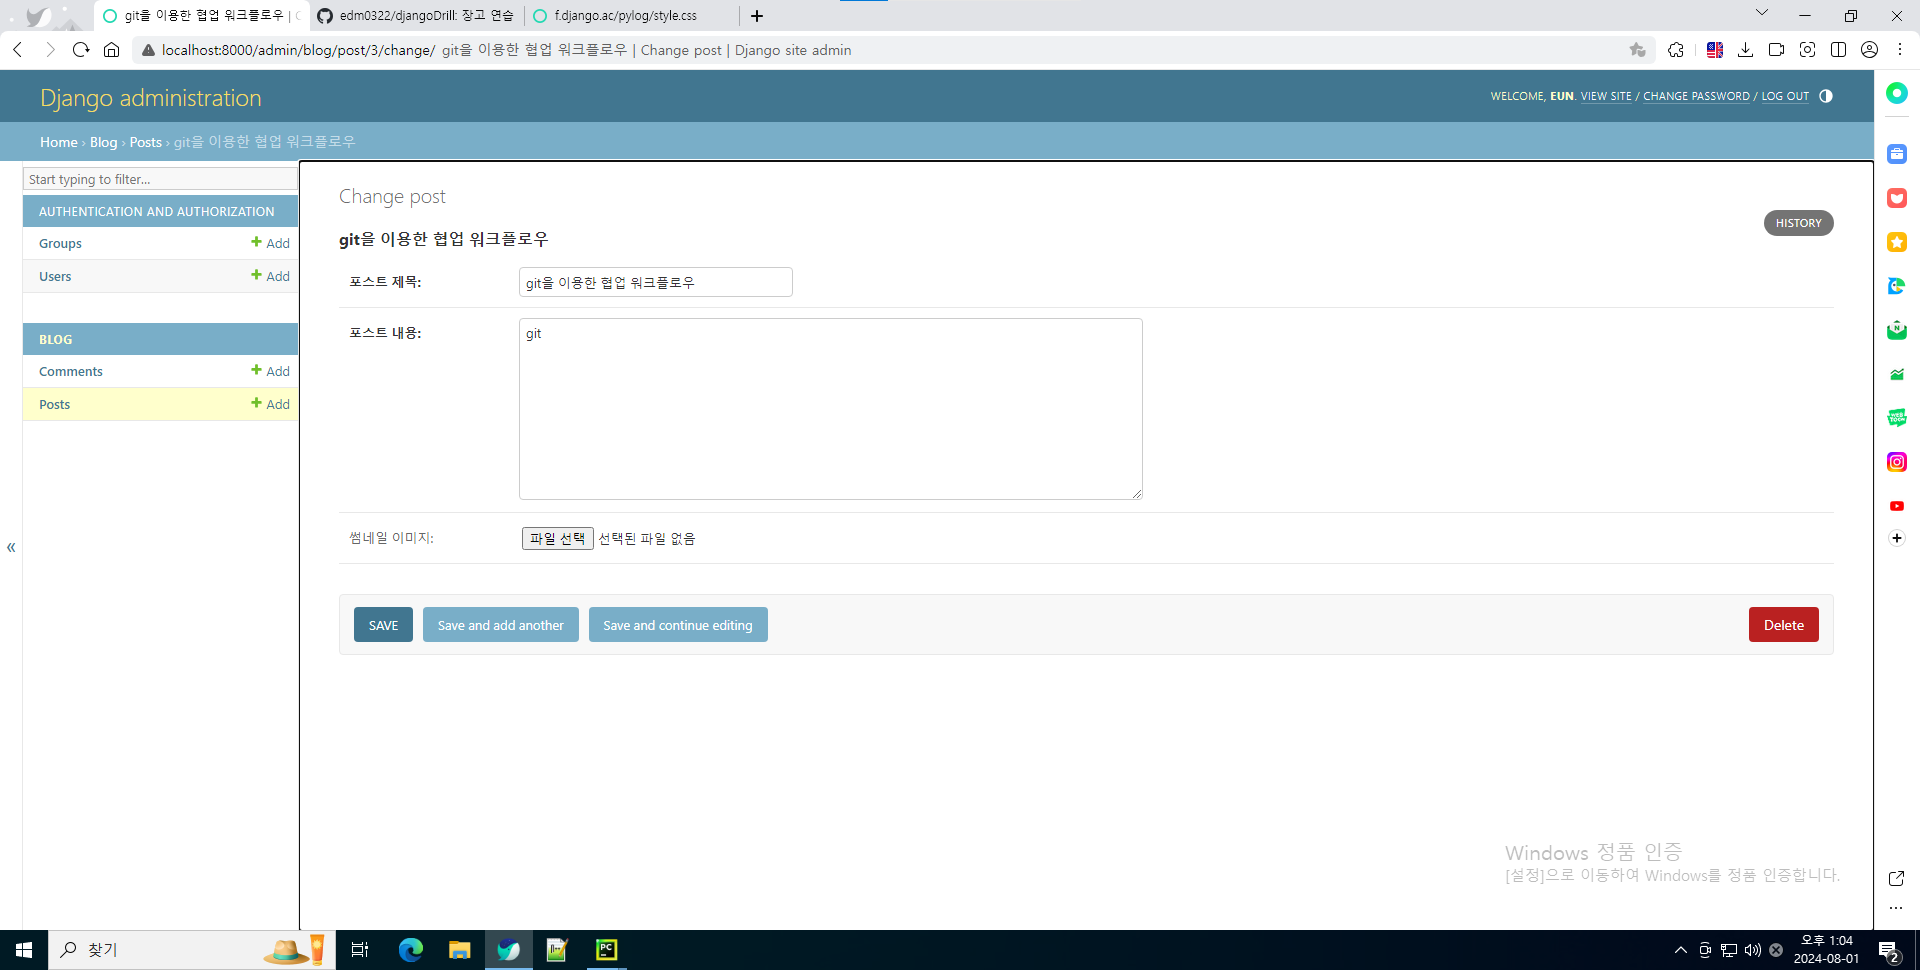 git을 이용한 협업 워크플로우 |
edm0322/djangoDrill: 장고 연습
f.django.ac/pylog/style.css
localhost:8000/admin/blog/post/3/change/ git을 이용한 협업 워크플로우 | Change post | Django site admin
Django administration
WELCOME, EUN. VIEW SITE / CHANGE PASSWORD / LOG OUT
Home › Blog › Posts › git을 이용한 협업 워크플로우
Start typing to filter...
AUTHENTICATION AND AUTHORIZATION
Groups
Add
Users
Add
BLOG
Comments
Add
Posts
Add
«
Change post
HISTORY
git을 이용한 협업 워크플로우
포스트 제목:
git을 이용한 협업 워크플로우
포스트 내용:
git
썸네일 이미지:
파일 선택 선택된 파일 없음
SAVE
Save and add another
Save and continue editing
Delete
Windows 정품 인증
[설정]으로 이동하여 Windows를 정품 인증합니다.
찾기
PC
오후 1:04
2024-08-01
2